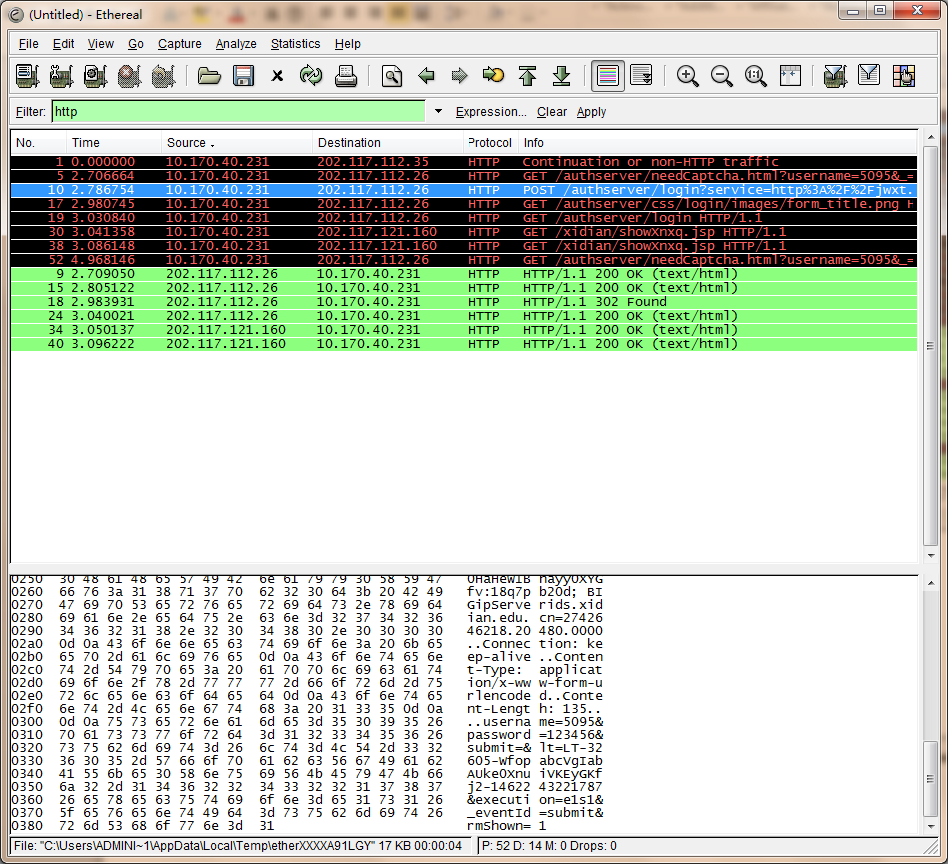 (Untitled) - Ethereal
File Edit View Go Capture Analyze Statistics Help
Filter: http Expression... Clear Apply
No. Time Source Destination Protocol Info
1 0.000000 10.170.40.231 202.117.112.35 HTTP Continuation or non-HTTP traffic
5 2.706664 10.170.40.231 202.117.112.26 HTTP GET /authserver/needCaptcha.html?username=5095&_=
10 2.786754 10.170.40.231 202.117.112.26 HTTP POST /authserver/login?service=http%3A%2F%2Fjwxt.
17 2.980745 10.170.40.231 202.117.112.26 HTTP GET /authserver/css/login/images/form_title.png H
19 3.030840 10.170.40.231 202.117.112.26 HTTP GET /authserver/login HTTP/1.1
30 3.041358 10.170.40.231 202.117.121.160 HTTP GET /xidian/showXnxq.jsp HTTP/1.1
38 3.086148 10.170.40.231 202.117.121.160 HTTP GET /xidian/showXnxq.jsp HTTP/1.1
52 4.968146 10.170.40.231 202.117.112.26 HTTP GET /authserver/needCaptcha.html?username=5095&_=
9 2.709050 202.117.112.26 10.170.40.231 HTTP HTTP/1.1 200 OK (text/html)
15 2.805122 202.117.112.26 10.170.40.231 HTTP HTTP/1.1 200 OK (text/html)
18 2.983931 202.117.112.26 10.170.40.231 HTTP HTTP/1.1 302 Found
24 3.040021 202.117.112.26 10.170.40.231 HTTP HTTP/1.1 200 OK (text/html)
34 3.050137 202.117.121.160 10.170.40.231 HTTP HTTP/1.1 200 OK (text/html)
40 3.096222 202.117.121.160 10.170.40.231 HTTP HTTP/1.1 200 OK (text/html)
0250 30 48 61 48 65 57 49 42 6e 61 79 79 30 58 59 47 0HaHeWIB nayy0XYG
0260 66 76 3a 31 38 71 37 70 62 32 30 64 3b 20 42 49 fv:18q7p b20d; BI
0270 47 69 70 53 65 72 76 65 72 69 64 73 2e 78 69 64 GipServe rids.xid
0280 69 61 6e 2e 65 64 75 2e 63 6e 3d 32 37 34 32 36 ian.edu. cn=27426
0290 34 36 32 31 38 2e 32 30 34 38 30 2e 30 30 30 30 46218.20 480.0000
02a0 0d 0a 43 6f 6e 6e 65 63 74 69 6f 6e 3a 20 6b 65 ..Connec tion: ke
02b0 65 70 2d 61 6c 69 76 65 0d 0a 43 6f 6e 74 65 6e ep-alive ..Conten
02c0 74 2d 54 79 70 65 3a 20 61 70 70 6c 69 63 61 74 t-Type: applicat
02d0 69 6f 6e 2f 78 2d 77 77 77 2d 66 6f 72 6d 2d 75 ion/x-ww w-form-u
02e0 72 6c 65 6e 63 6f 64 65 64 0d 0a 43 6f 6e 74 65 rlencode d..Conte
02f0 6e 74 2d 4c 65 6e 67 74 68 3a 20 31 33 35 0d 0a nt-Lengt h: 135..
0300 0d 0a 75 73 65 72 6e 61 6d 65 3d 35 30 39 35 26 ..userna me=5095&
0310 70 61 73 73 77 6f 72 64 3d 31 32 33 34 35 36 26 password =123456&
0320 73 75 62 6d 69 74 3d 26 6c 74 3d 4c 54 2d 33 32 submit=& lt=LT-32
0330 36 30 35 2d 57 66 6f 70 61 62 63 56 67 49 61 62 605-Wfop abcVgIab
0340 41 55 6b 65 30 58 6e 75 69 56 4b 45 79 47 4b 66 AUke0Xnu iVKEyGKf
0350 6a 32 2d 31 34 36 32 32 34 33 32 32 31 37 38 37 j2-14622 43221787
0360 26 65 78 65 63 75 74 69 6f 6e 3d 65 31 73 31 26 &executi on=e1s1&
0370 5f 65 76 65 6e 74 49 64 3d 73 75 62 6d 69 74 26 _eventId =submit&
0380 72 6d 53 68 6f 77 6e 3d 31 rmShown= 1
File: "C:\Users\ADMINI~1\AppData\Local\Temp\etherXXXXA91LGY" 17 KB 00:00:04 P: 52 D: 14 M: 0 Drops: 0